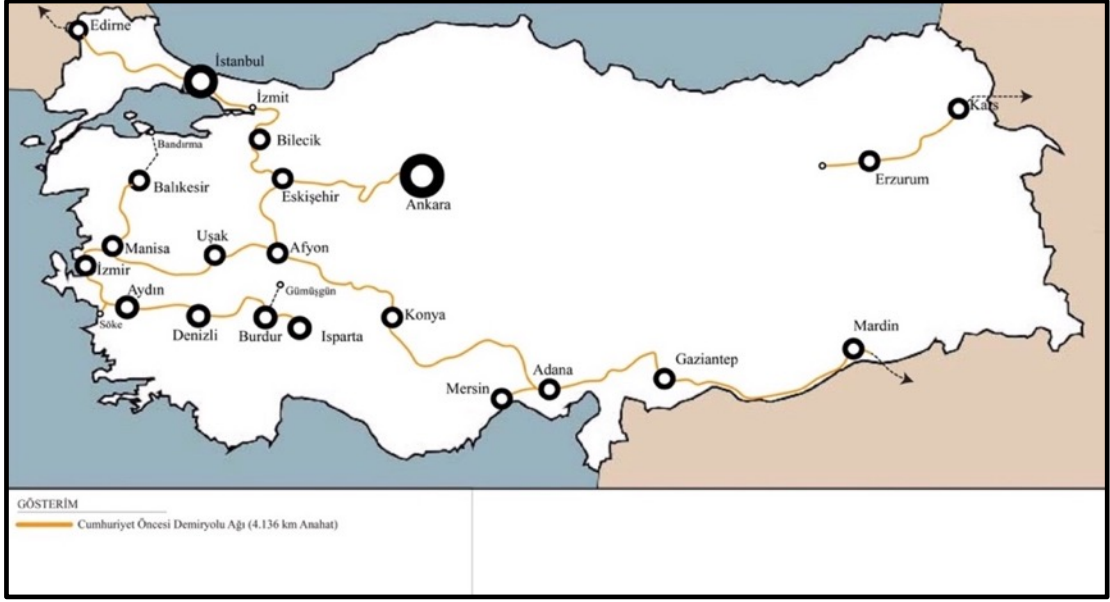 Edirne
İstanbul
İzmit
Kars
Bilecik
Bandırma
Erzurum
Balıkesir
Eskişehir
Ankara
Uşak
Manisa
Afyon
İzmir
Aydın
Gümüşgün
Söke
Konya
Denizli
Burdur
Isparta
Mardin
Gaziantep
Adana
Mersin
GÖSTERİM
Cumhuriyet Öncesi Demiryolu Ağı (4.136 km Anahat)